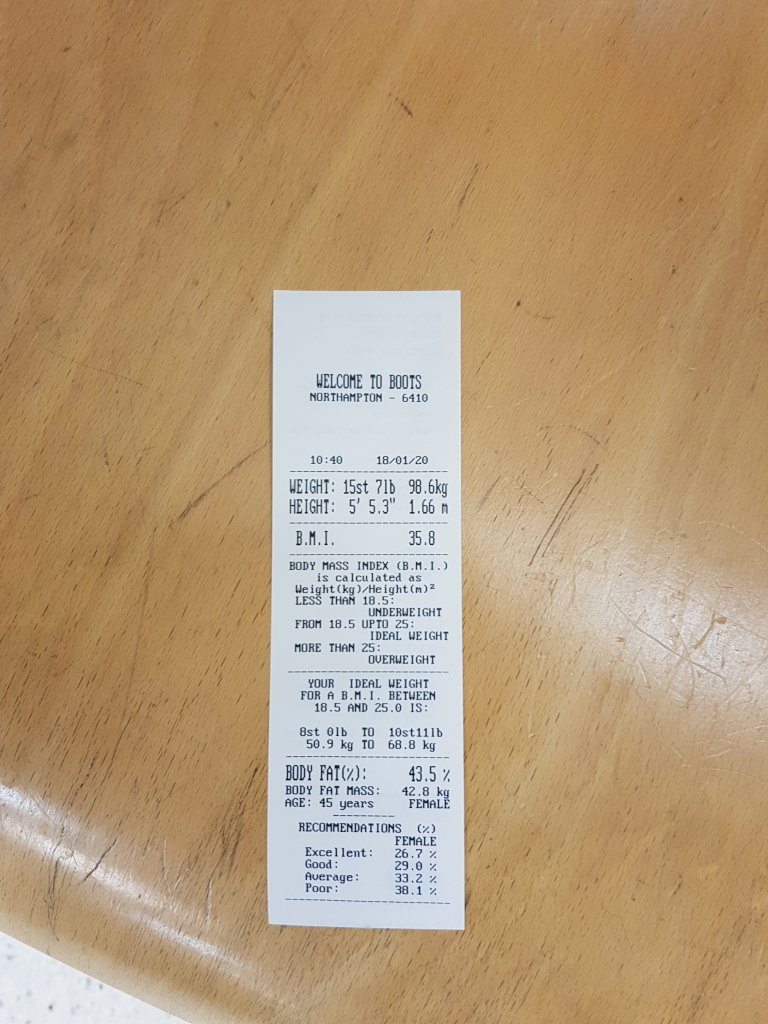 WELCOME TO BOOTS
NORTHAMPTON - 6410
10:40 18/01/20
WEIGHT: 15st 7lb 98.6kg
HEIGHT: 5' 5.3" 1.66 m
B.M.I. 35.8
BODY MASS INDEX (B.M.I.)
is calculated as
Weight(kg)/Height(m)²
LESS THAN 18.5:
UNDERWEIGHT
FROM 18.5 UPTO 25:
IDEAL WEIGHT
MORE THAN 25:
OVERWEIGHT
YOUR IDEAL WEIGHT
FOR A B.M.I. BETWEEN
18.5 AND 25.0 IS:
8st 0lb TO 10st11lb
50.9 kg TO 68.8 kg
BODY FAT(%): 43.5 %
BODY FAT MASS: 42.8 kg
AGE: 45 years FEMALE
RECOMMENDATIONS (%)
FEMALE
Excellent: 26.7 %
Good: 29.0 %
Average: 33.2 %
Poor: 38.1 %